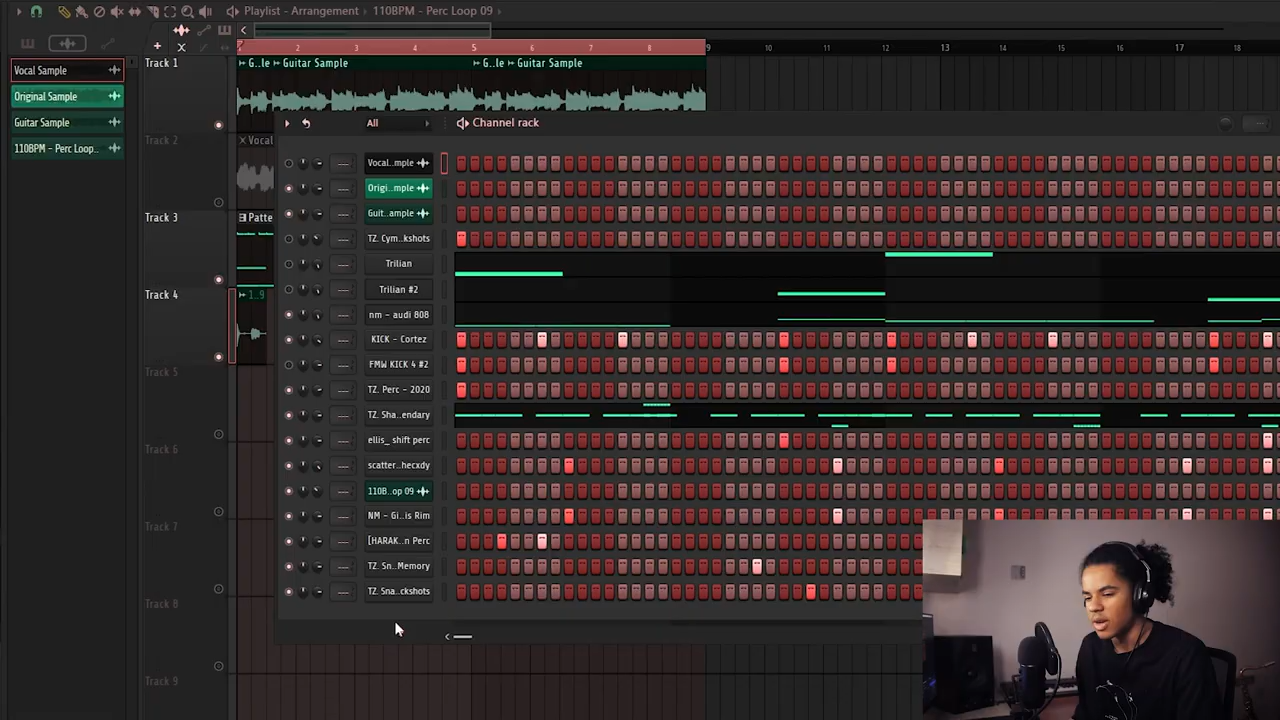 Playlist - Arrangement › 110BPM - Perc Loop 09 ›
2 3 4 5 6 7 8 9 10 11 12 13 14 15 16 17 18
Track 1
G..le Guitar Sample G..le Guitar Sample
Vocal Sample
Original Sample
Guitar Sample
110BPM - Perc Loop..
All
Channel rack
Track 2
Vocal
Track 3
Patte
Track 4
1..9
Track 5
Track 6
Track 7
Track 8
Track 9
Vocal..mple
Origi...mple
Guit..ample
TZ. Cym..kshots
Trilian
Trilian #2
nm - audi 808
KICK - Cortez
FMW KICK 4 #2
TZ. Perc - 2020
TZ. Sha..endary
ellis_ shift perc
scatter..hecxdy
110B..op 09
NM - Gi..is Rim
[HARAK..n Perc
TZ. Sn..Memory
TZ. Sna..ckshots